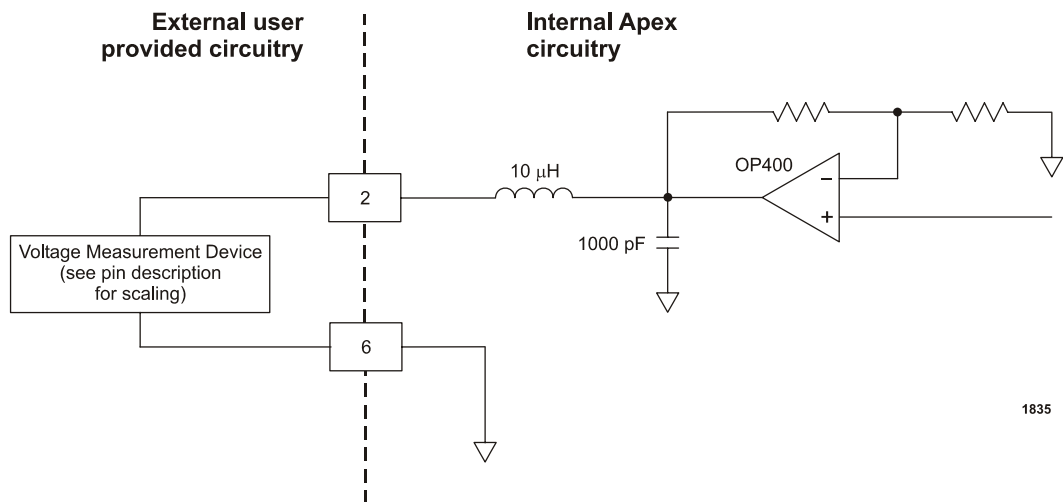 External user
provided circuitry
Internal Apex
circuitry
OP400
10 μH
2
1000 pF
Voltage Measurement Device
(see pin description
for scaling)
6
1835